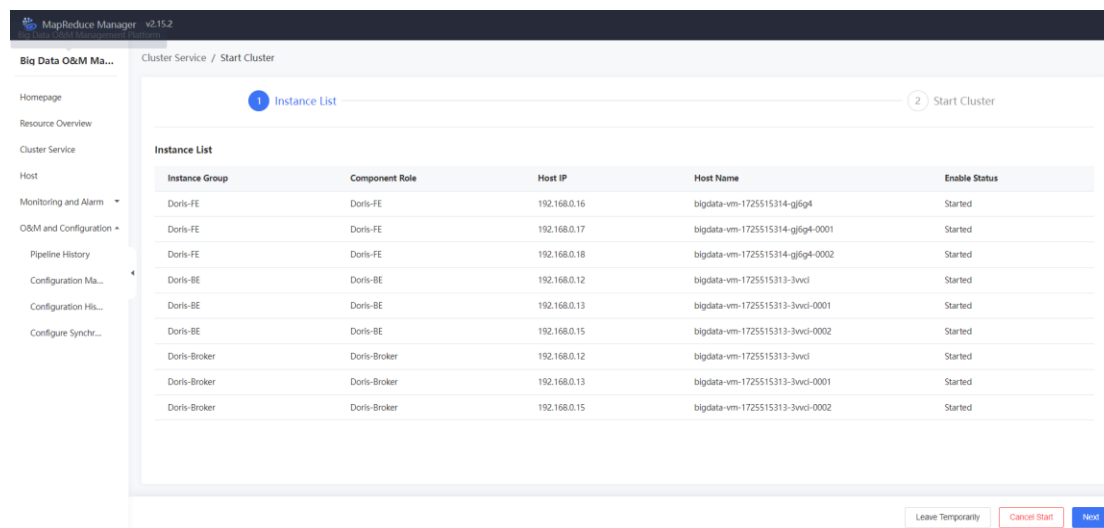 MapReduce Manager v2.15.2
Big Data O&M Management Platform
Big Data O&M Ma...
Cluster Service / Start Cluster
Homepage
Resource Overview
Cluster Service
Host
Monitoring and Alarm
O&M and Configuration
Pipeline History
Configuration Ma...
Configuration His...
Configure Synchr...
1 Instance List
2 Start Cluster
Instance List
Instance Group Component Role Host IP Host Name Enable Status
Doris-FE Doris-FE 192.168.0.16 bigdata-vm-1725515314-gj6g4 Started
Doris-FE Doris-FE 192.168.0.17 bigdata-vm-1725515314-gj6g4-0001 Started
Doris-FE Doris-FE 192.168.0.18 bigdata-vm-1725515314-gj6g4-0002 Started
Doris-BE Doris-BE 192.168.0.12 bigdata-vm-1725515313-3vvci Started
Doris-BE Doris-BE 192.168.0.13 bigdata-vm-1725515313-3vvci-0001 Started
Doris-BE Doris-BE 192.168.0.15 bigdata-vm-1725515313-3vvci-0002 Started
Doris-Broker Doris-Broker 192.168.0.12 bigdata-vm-1725515313-3vvci Started
Doris-Broker Doris-Broker 192.168.0.13 bigdata-vm-1725515313-3vvci-0001 Started
Doris-Broker Doris-Broker 192.168.0.15 bigdata-vm-1725515313-3vvci-0002 Started
Leave Temporarily Cancel Start Next